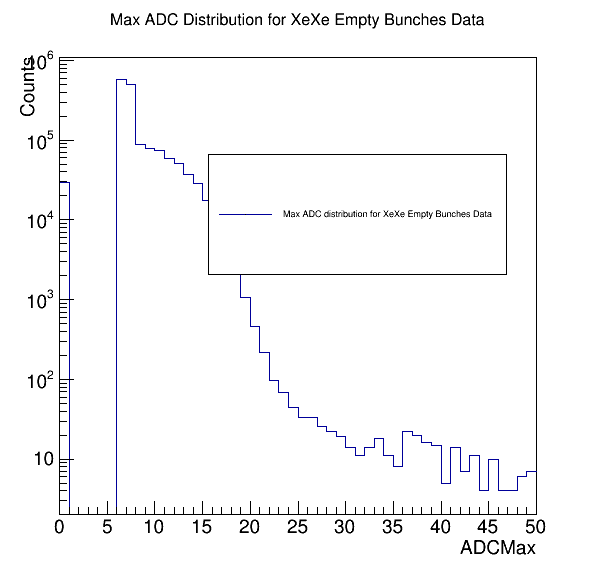 Max ADC Distribution for XeXe Empty Bunches Data
Counts
10^6
10^5
10^4
10^3
10^2
10
Max ADC distribution for XeXe Empty Bunches Data
0 5 10 15 20 25 30 35 40 45 50
ADCMax